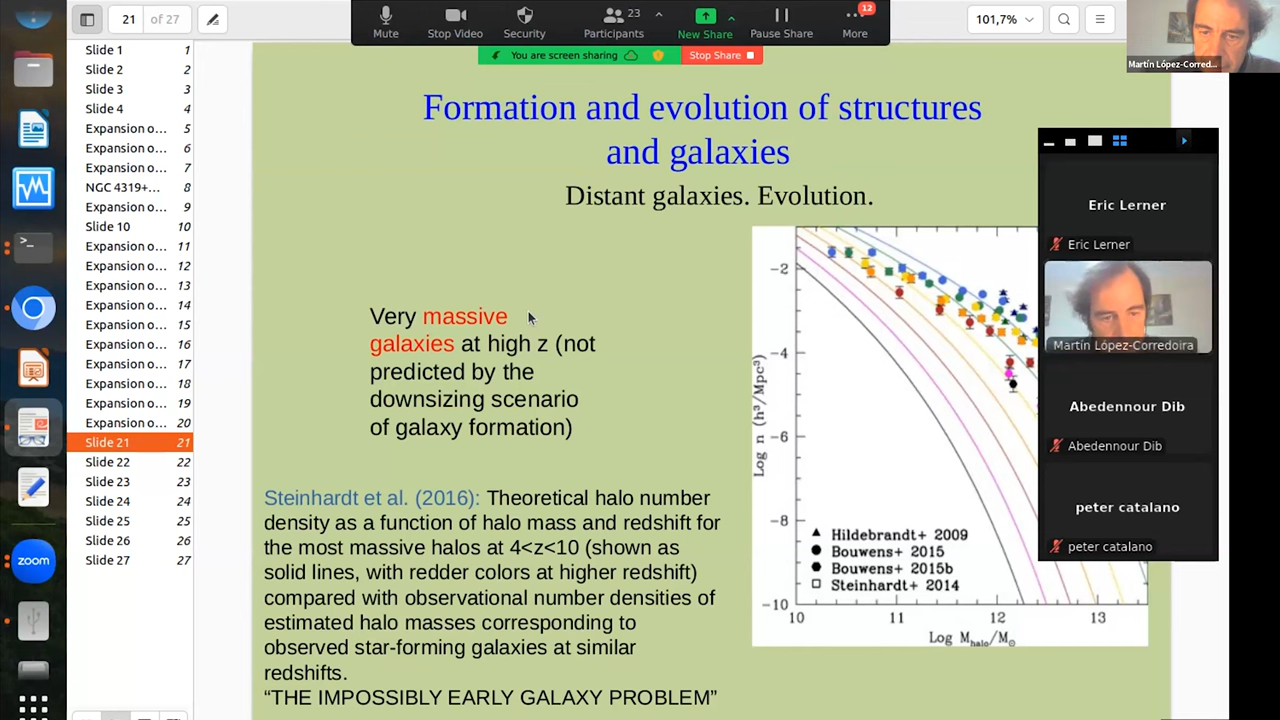 21 of 27
Mute
Stop Video
Security
23
Participants
New Share
Pause Share
12
More
101,7%
You are screen sharing
Stop Share
Martín López-Corred...
Slide 1 1
Slide 2 2
Slide 3 3
Slide 4 4
Expansion o... 5
Expansion o... 6
Expansion o... 7
NGC 4319+... 8
Expansion o... 9
Slide 10 10
Expansion o... 11
Expansion o... 12
Expansion o... 13
Expansion o... 14
Expansion o... 15
Expansion o... 16
Expansion o... 17
Expansion o... 18
Expansion o... 19
Expansion o... 20
Slide 21 21
Slide 22 22
Slide 23 23
Slide 24 24
Slide 25 25
Slide 26 26
Slide 27 27
zoom
Formation and evolution of structures
and galaxies
Distant galaxies. Evolution.
Very massive
galaxies at high z (not
predicted by the
downsizing scenario
of galaxy formation)
Steinhardt et al. (2016): Theoretical halo number
density as a function of halo mass and redshift for
the most massive halos at 4<z<10 (shown as
solid lines, with redder colors at higher redshift)
compared with observational number densities of
estimated halo masses corresponding to
observed star-forming galaxies at similar
redshifts.
“THE IMPOSSIBLY EARLY GALAXY PROBLEM”
Log n (h³/Mpc³)
−2
−4
−6
−8
−10
Hildebrandt+ 2009
Bouwens+ 2015
Bouwens+ 2015b
Steinhardt+ 2014
10 11 12 13
Log Mhalo/M☉
Eric Lerner
Eric Lerner
Martín López-Corredoira
Abedennour Dib
Abedennour Dib
peter catalano
peter catalano